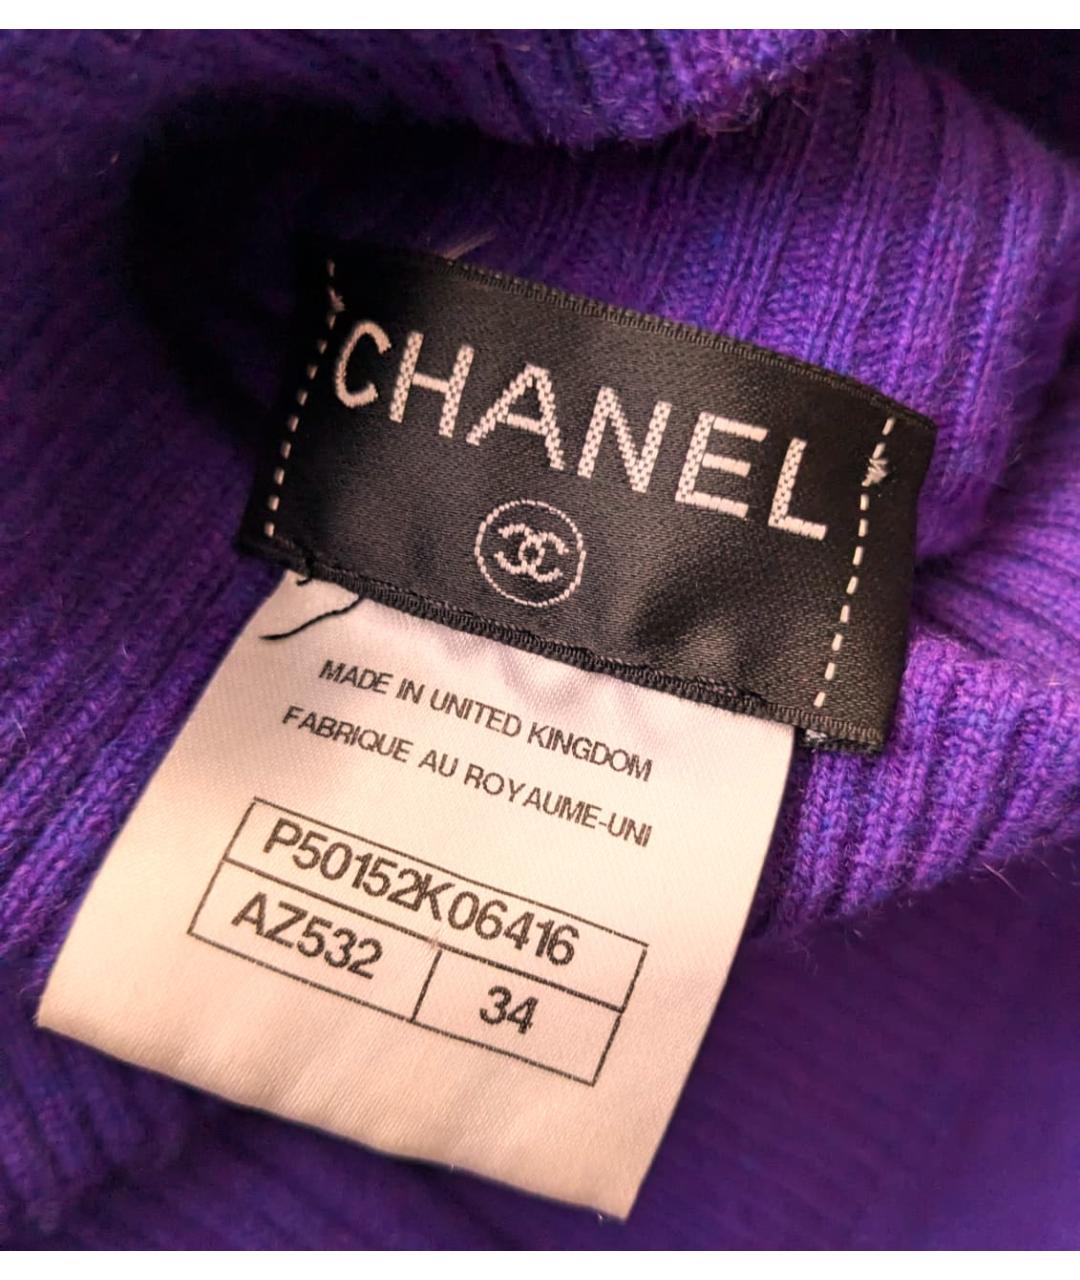 CHANEL
MADE IN UNITED KINGDOM
FABRIQUE AU ROYAUME-UNI
P50152K06416
AZ532 34